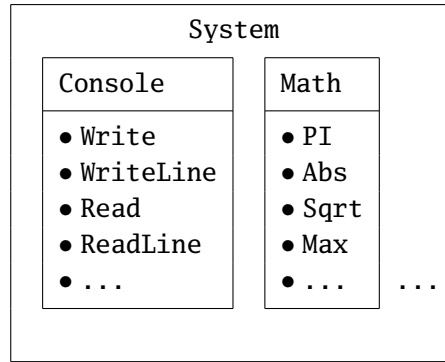 System
Console
• Write
• WriteLine
• Read
• ReadLine
• ...
Math
• PI
• Abs
• Sqrt
• Max
• ...
...